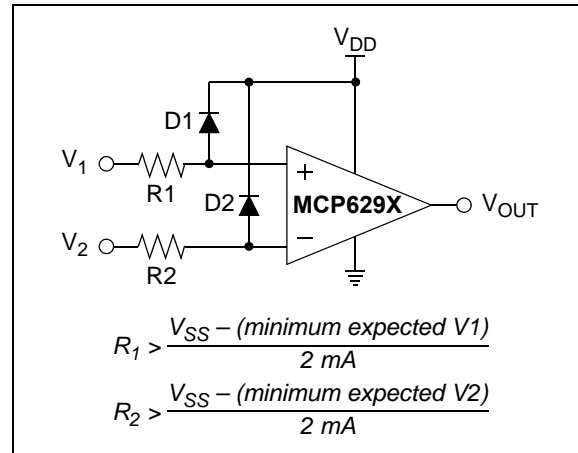 V_DD
D1
V_1
R1
+
MCP629X
V_OUT
D2
V_2
R2
–
R_1 > V_SS – (minimum expected V1)
2 mA
R_2 > V_SS – (minimum expected V2)
2 mA